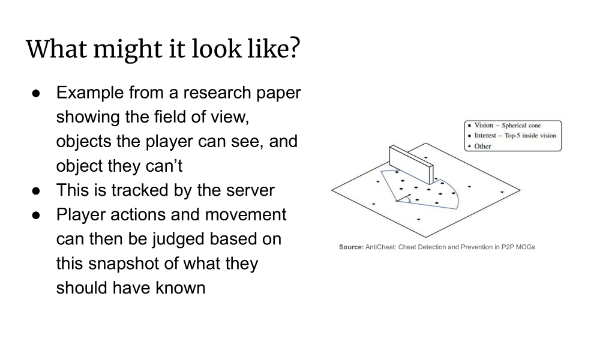 What might it look like?
● Example from a research paper
showing the field of view,
objects the player can see, and
object they can't
● This is tracked by the server
● Player actions and movement
can then be judged based on
this snapshot of what they
should have known
• Vision – Spherical cone
• Interest – Top-5 inside vision
▲ Other
Source: AntiCheat: Cheat Detection and Prevention in P2P MOGs